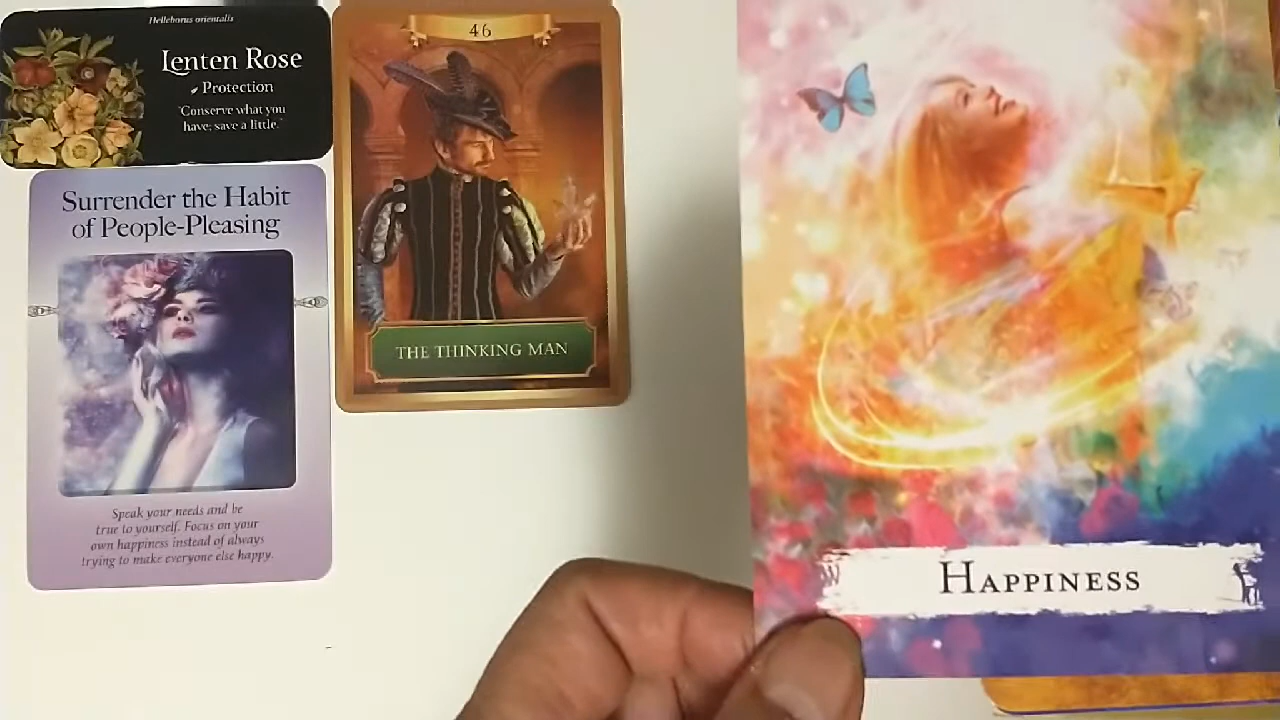 Helleborus orientalis
Lenten Rose
Protection
"Conserve what you
have; save a little."
Surrender the Habit
of People-Pleasing
Speak your needs and be
true to yourself. Focus on your
own happiness instead of always
trying to make everyone else happy.
46
THE THINKING MAN
HAPPINESS